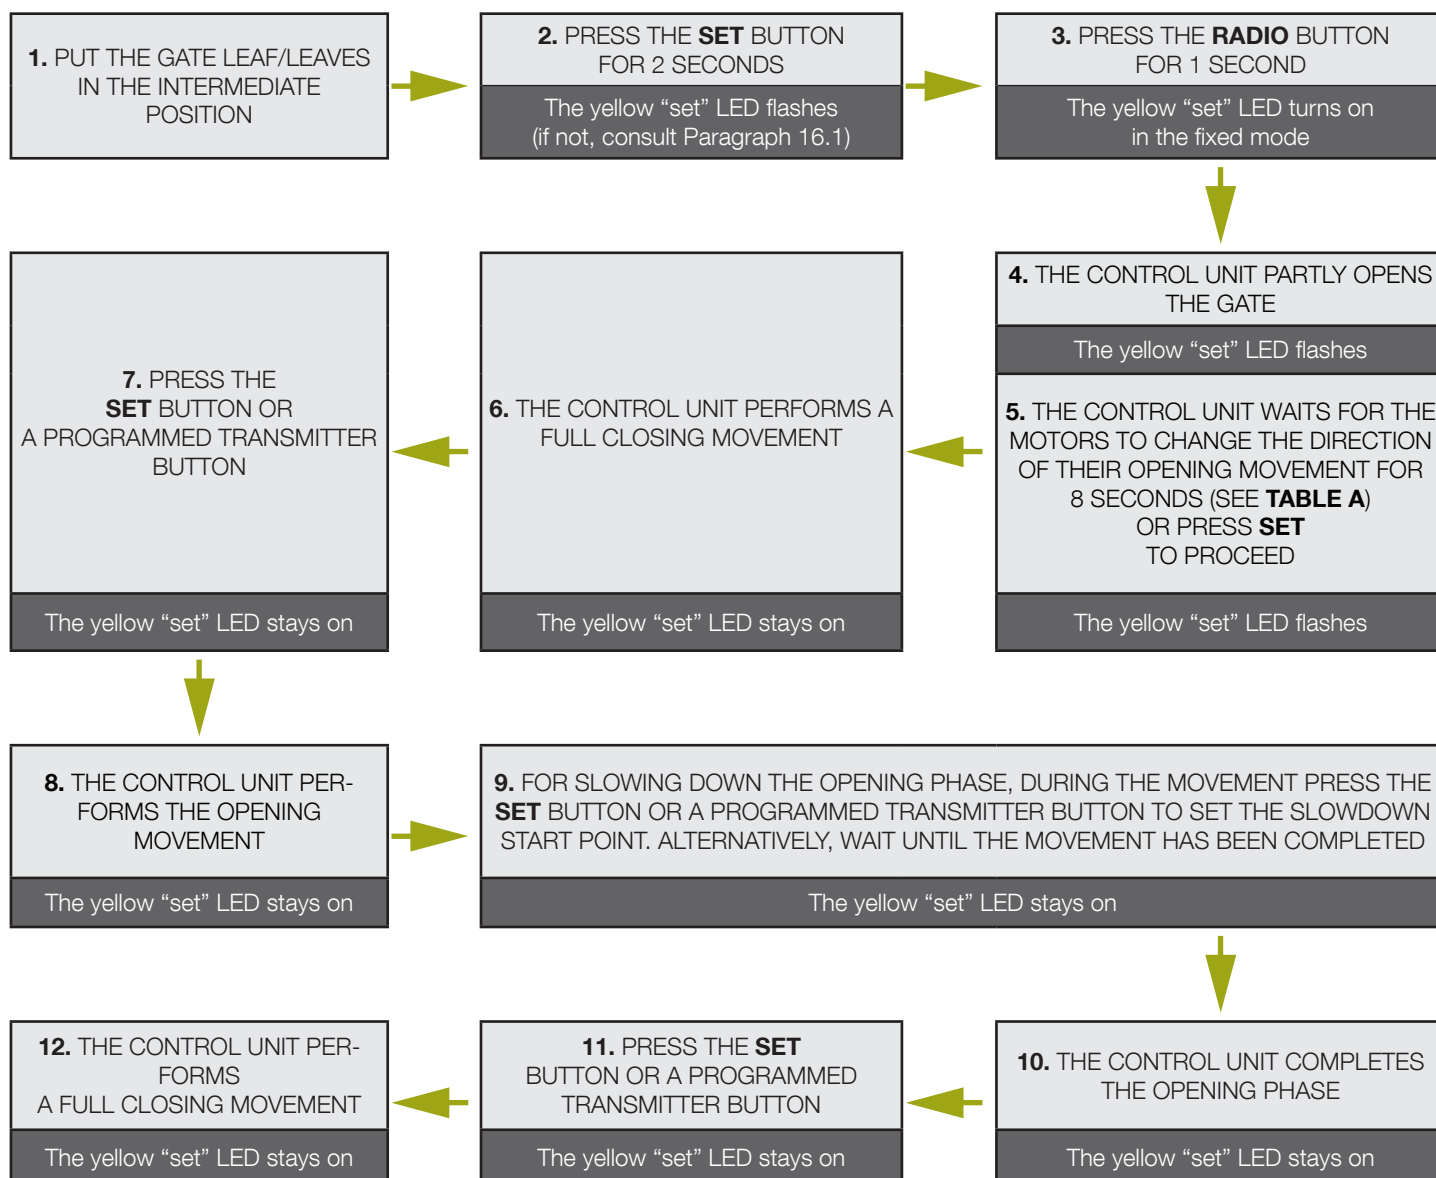 1. PUT THE GATE LEAF/LEAVES
IN THE INTERMEDIATE
POSITION
2. PRESS THE SET BUTTON
FOR 2 SECONDS
The yellow “set” LED flashes
(if not, consult Paragraph 16.1)
3. PRESS THE RADIO BUTTON
FOR 1 SECOND
The yellow “set” LED turns on
in the fixed mode
4. THE CONTROL UNIT PARTLY OPENS
THE GATE
The yellow “set” LED flashes
5. THE CONTROL UNIT WAITS FOR THE
MOTORS TO CHANGE THE DIRECTION
OF THEIR OPENING MOVEMENT FOR
8 SECONDS (SEE TABLE A)
OR PRESS SET
TO PROCEED
The yellow “set” LED flashes
6. THE CONTROL UNIT PERFORMS A
FULL CLOSING MOVEMENT
The yellow “set” LED stays on
7. PRESS THE
SET BUTTON OR
A PROGRAMMED TRANSMITTER
BUTTON
The yellow “set” LED stays on
8. THE CONTROL UNIT PER-
FORMS THE OPENING
MOVEMENT
The yellow “set” LED stays on
9. FOR SLOWING DOWN THE OPENING PHASE, DURING THE MOVEMENT PRESS THE
SET BUTTON OR A PROGRAMMED TRANSMITTER BUTTON TO SET THE SLOWDOWN
START POINT. ALTERNATIVELY, WAIT UNTIL THE MOVEMENT HAS BEEN COMPLETED
The yellow “set” LED stays on
10. THE CONTROL UNIT COMPLETES
THE OPENING PHASE
The yellow “set” LED stays on
11. PRESS THE SET
BUTTON OR A PROGRAMMED
TRANSMITTER BUTTON
The yellow “set” LED stays on
12. THE CONTROL UNIT PER-
FORMS
A FULL CLOSING MOVEMENT
The yellow “set” LED stays on